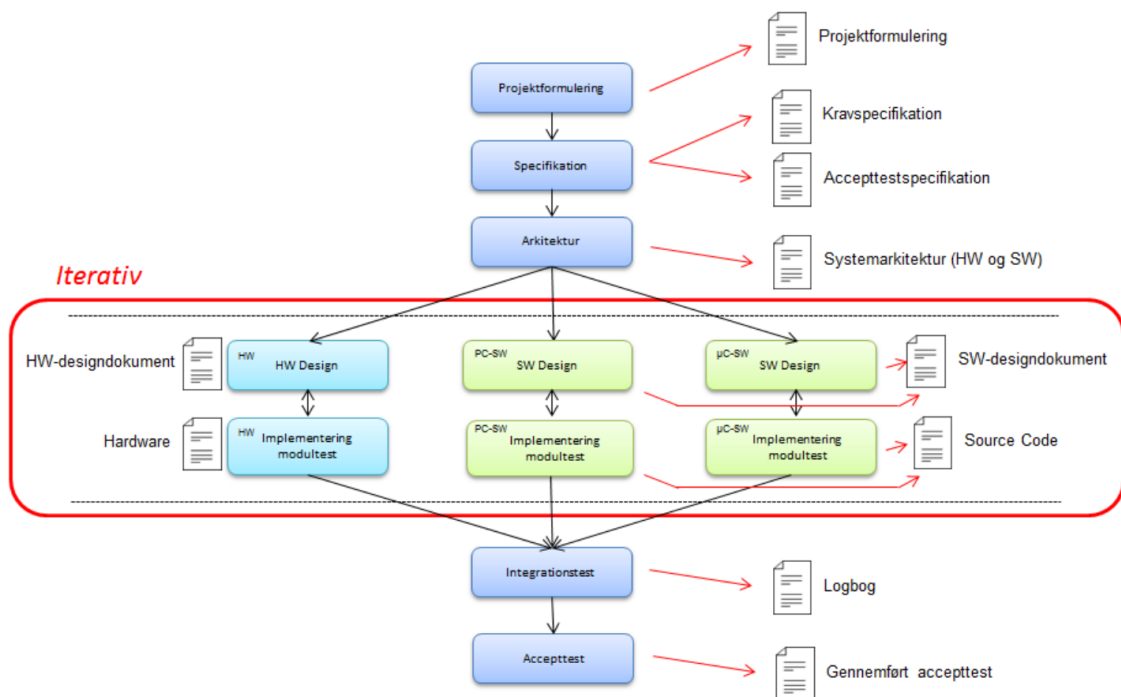 Projektformulering
Projektformulering
Kravspecifikation
Specifikation
Accepttestspecifikation
Arkitektur
Systemarkitektur (HW og SW)
Iterativ
HW-designdokument
HW
HW Design
PC-SW
SW Design
µC-SW
SW Design
SW-designdokument
Hardware
HW
Implementering
modultest
PC-SW
Implementering
modultest
µC-SW
Implementering
modultest
Source Code
Integrationstest
Logbog
Accepttest
Gennemført accepttest